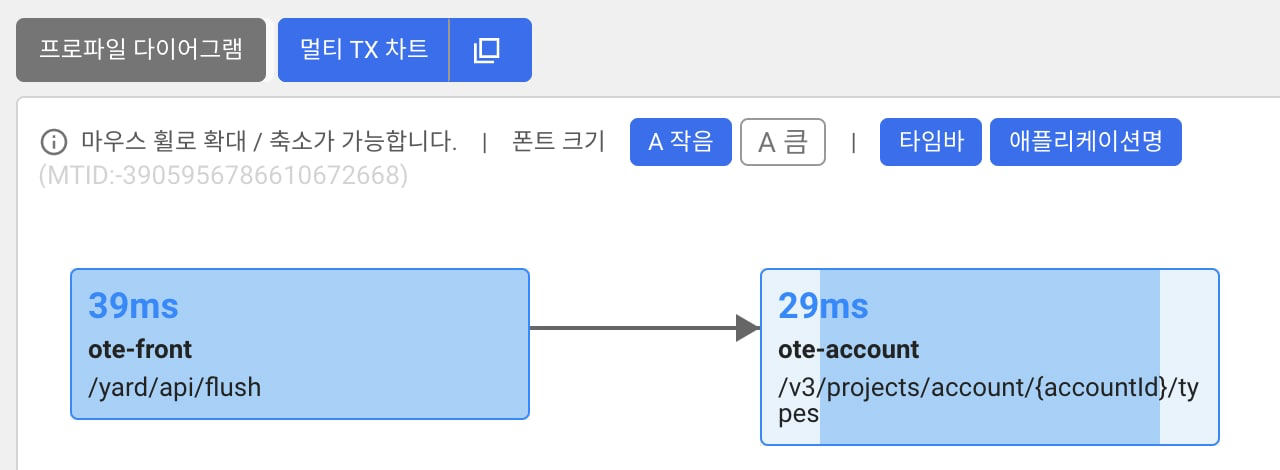 프로파일 다이어그램 멀티 TX 차트
마우스 휠로 확대 / 축소가 가능합니다. | 폰트 크기 A 작음 A 큼 | 타임바 애플리케이션명
(MTID:-3905956786610672668)
39ms
ote-front
/yard/api/flush
29ms
ote-account
/v3/projects/account/{accountId}/ty
pes